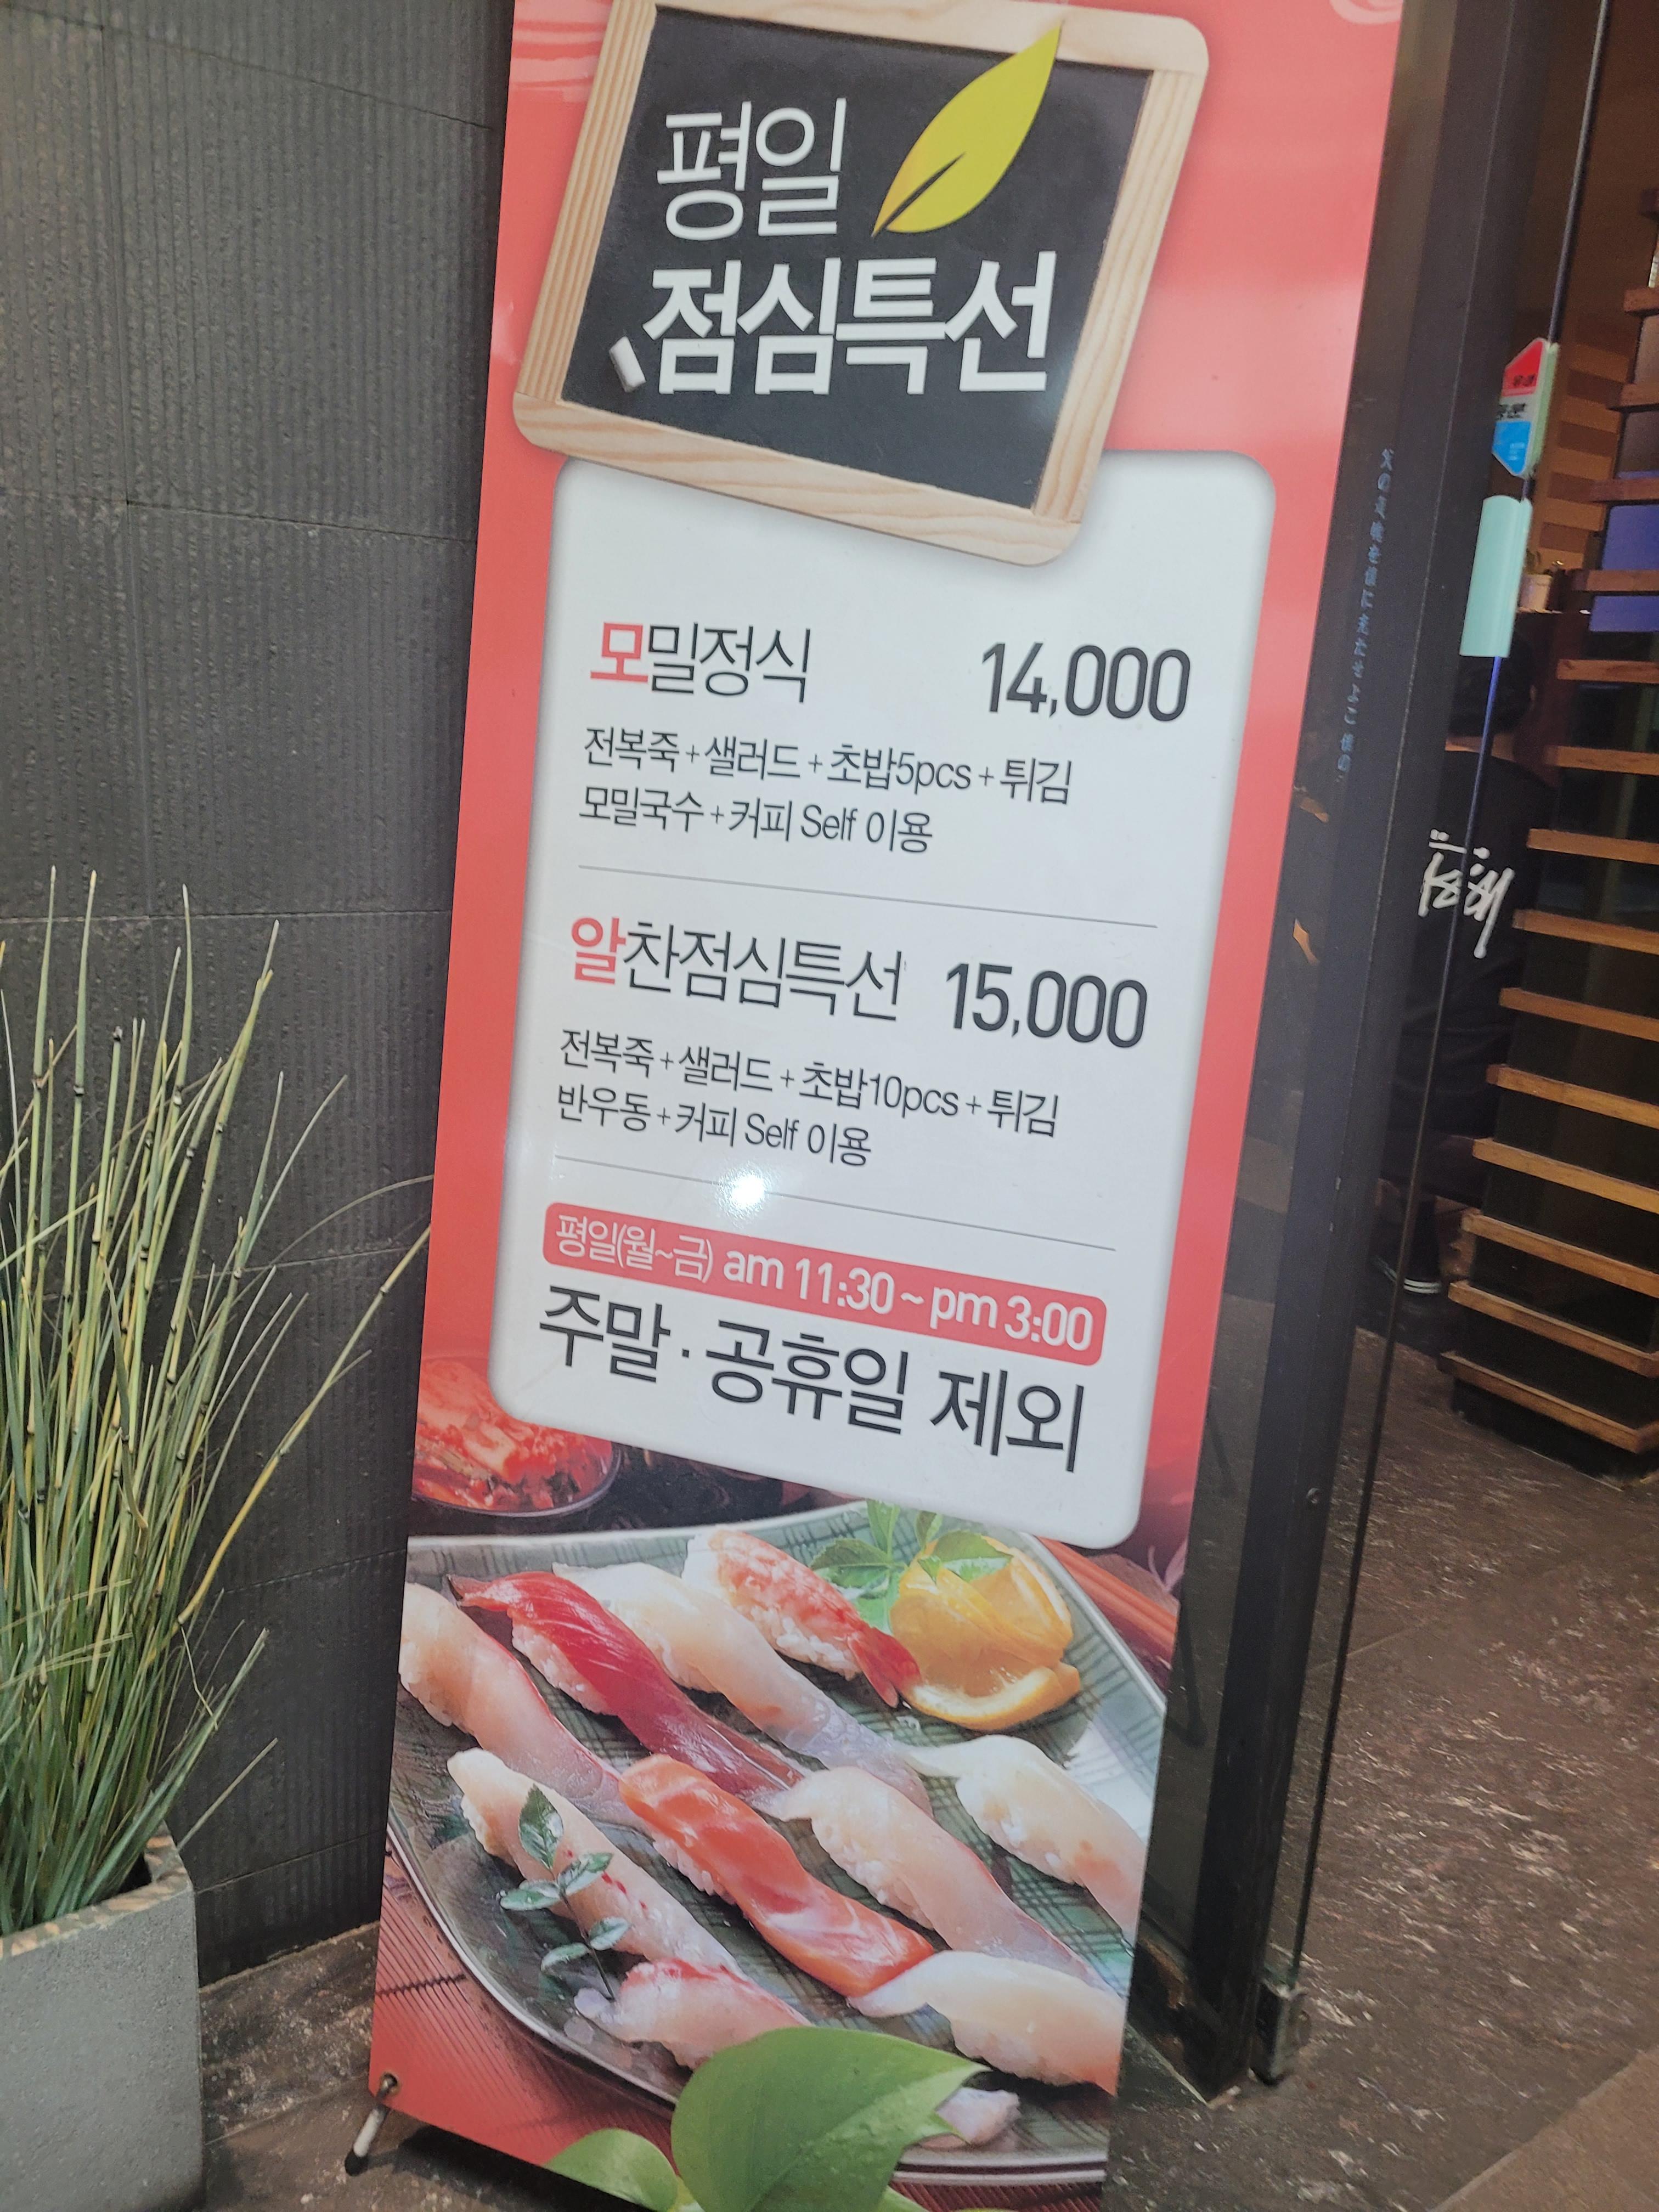 평일
점심특선
모밀정식 14,000
전복죽 + 샐러드 + 초밥5pcs + 튀김
모밀국수 + 커피 Self 이용
알찬점심특선 15,000
전복죽 + 샐러드 + 초밥10pcs + 튀김
반우동 + 커피 Self 이용
평일(월~금) am 11:30 ~ pm 3:00
주말 · 공휴일 제외